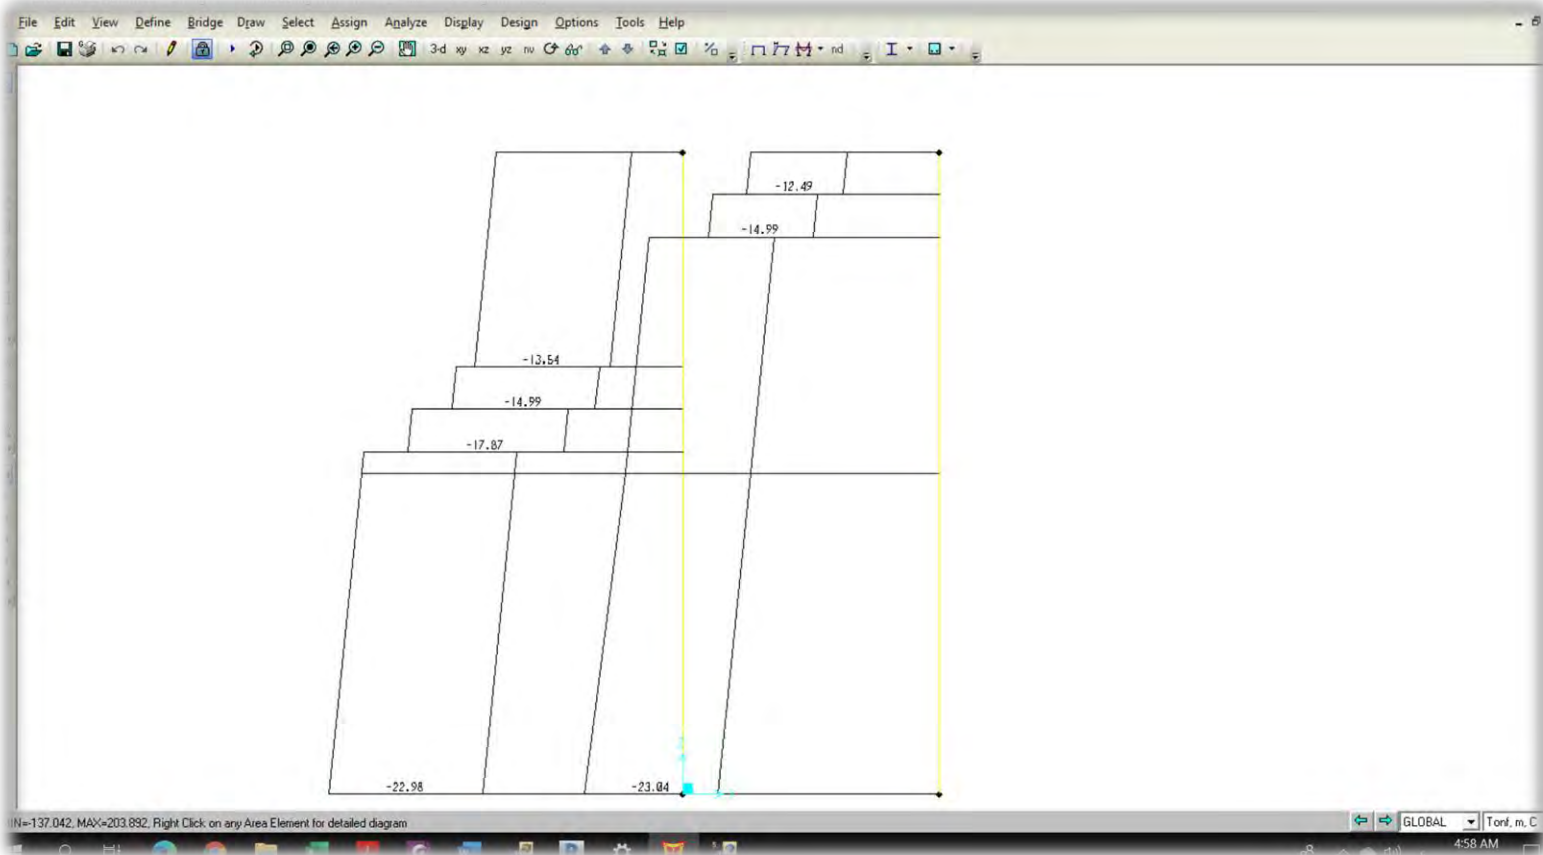 File Edit View Define Bridge Draw Select Assign Analyze Display Design Options Tools Help
3-d xy xz yz nv nd
-12.49
-14.99
-13.54
-14.99
-17.87
-22.98
-23.04
IN=-137.042, MAX=203.892, Right Click on any Area Element for detailed diagram
GLOBAL
Tonf, m, C
4:58 AM